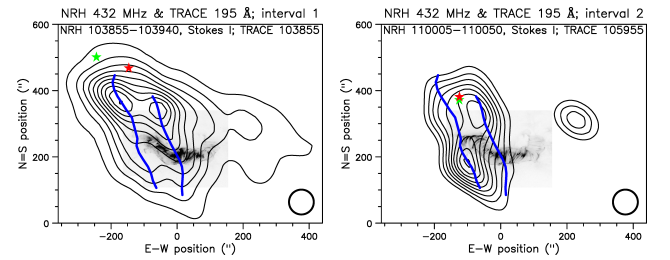 NRH 432 MHz & TRACE 195 Å; interval 1
NRH 103855-103940, Stokes I; TRACE 103855
600
400
200
0
N=S position (")
-200
0
200
400
E-W position (")
NRH 432 MHz & TRACE 195 Å; interval 2
NRH 110005-110050, Stokes I; TRACE 105955
600
400
200
0
N=S position (")
-200
0
200
400
E-W position (")